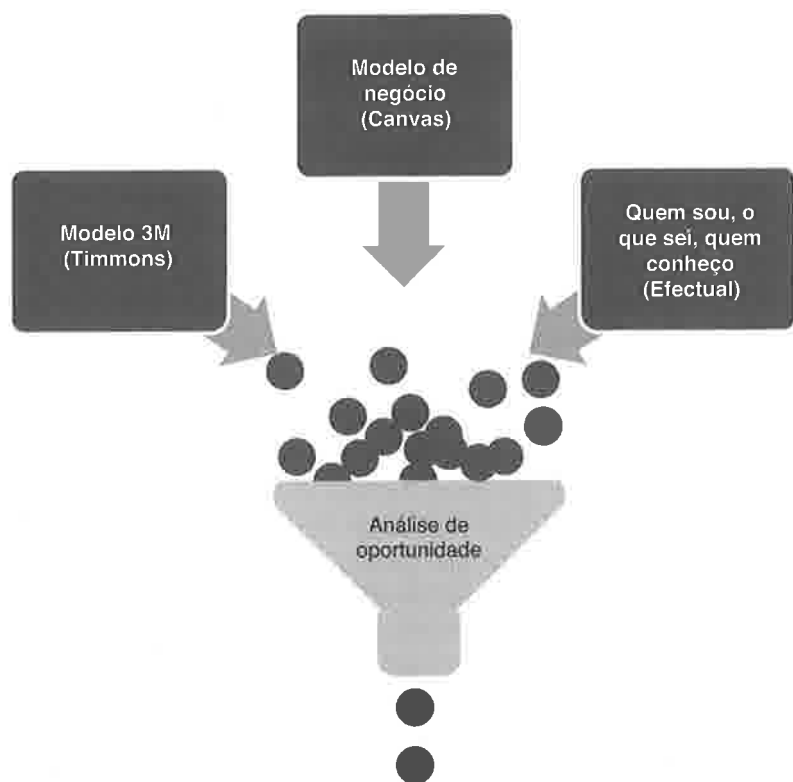 Modelo de
negócio
(Canvas)
Modelo 3M
(Timmons)
Quem sou, o
que sei, quem
conheço
(Efectual)
Análise de
oportunidade